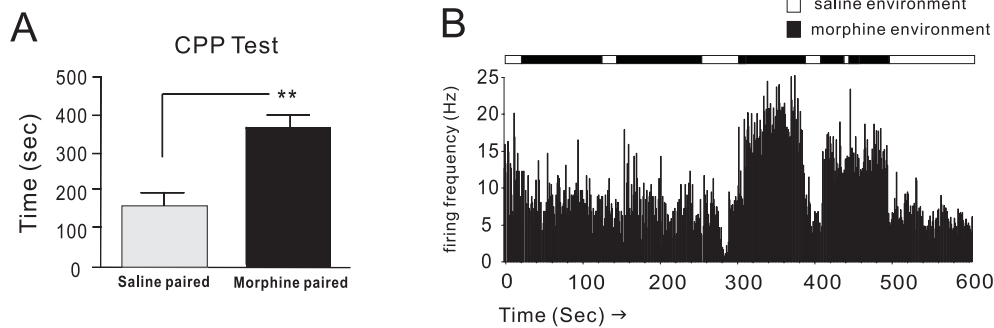 A
CPP Test
500
400
300
200
100
0
Time (sec)
**
Saline paired Morphine paired
B
saline environment
morphine environment
25
20
15
10
5
0
firing frequency (Hz)
0 100 200 300 400 500 600
Time (Sec) →